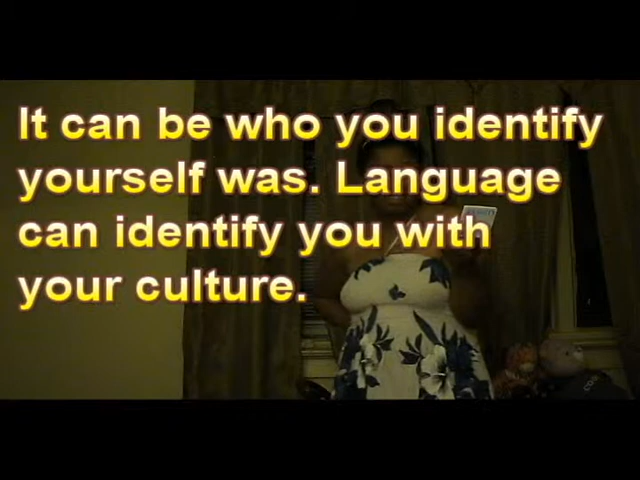 It can be who you identify
yourself was. Language
can identify you with
your culture.